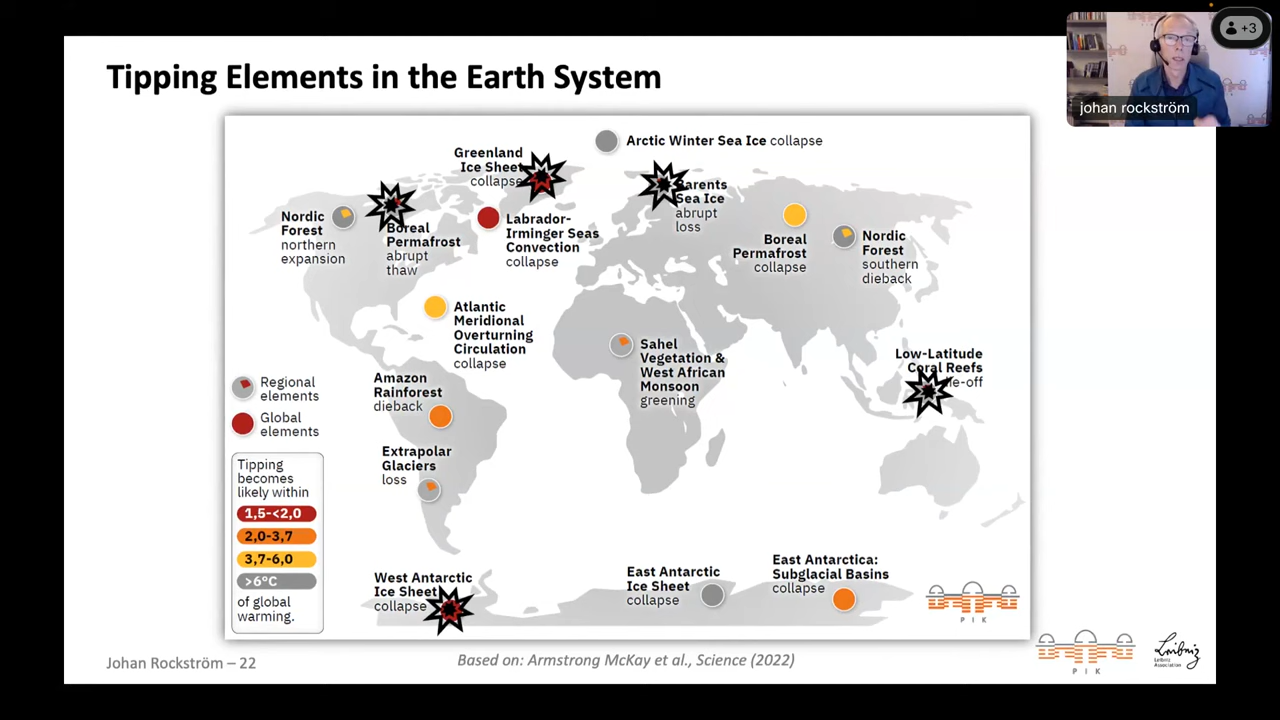 +3
johan rockström
Tipping Elements in the Earth System
Arctic Winter Sea Ice collapse
Greenland
Ice Sheet
collapse
Barents
Sea Ice
abrupt
loss
Nordic
Forest
northern
expansion
Boreal
Permafrost
abrupt
thaw
Labrador-
Irminger Seas
Convection
collapse
Boreal
Permafrost
collapse
Nordic
Forest
southern
dieback
Atlantic
Meridional
Overturning
Circulation
collapse
Sahel
Vegetation &
West African
Monsoon
greening
Low-Latitude
Coral Reefs
die-off
Regional
elements
Global
elements
Amazon
Rainforest
dieback
Extrapolar
Glaciers
loss
Tipping
becomes
likely within
1,5-<2,0
2,0-3,7
3,7-6,0
>6°C
of global
warming.
West Antarctic
Ice Sheet
collapse
East Antarctic
Ice Sheet
collapse
East Antarctica:
Subglacial Basins
collapse
P I K
Johan Rockström – 22
Based on: Armstrong McKay et al., Science (2022)
P I K
Leibniz
Leibniz
Association